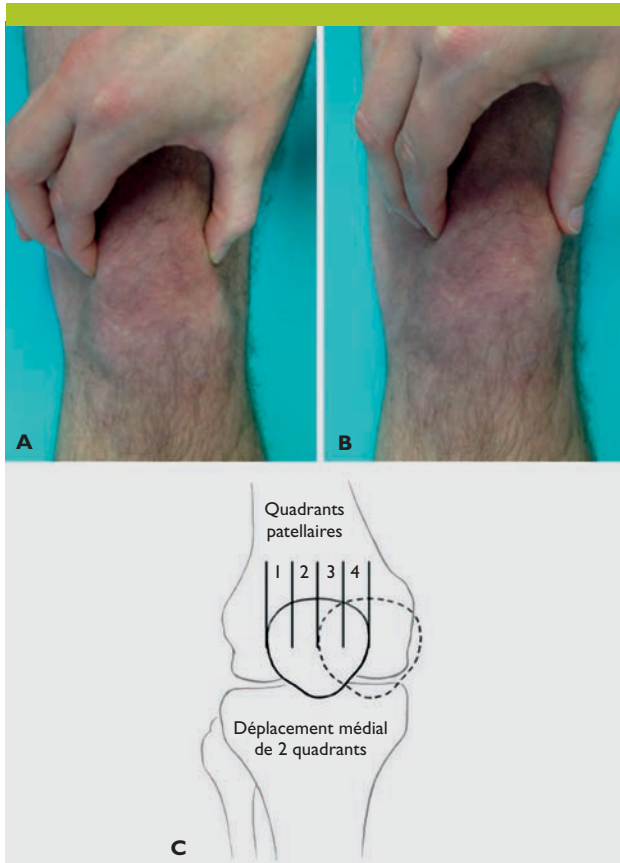 A
B
Quadrants
patellaires
1 2 3 4
Déplacement médial
de 2 quadrants
C